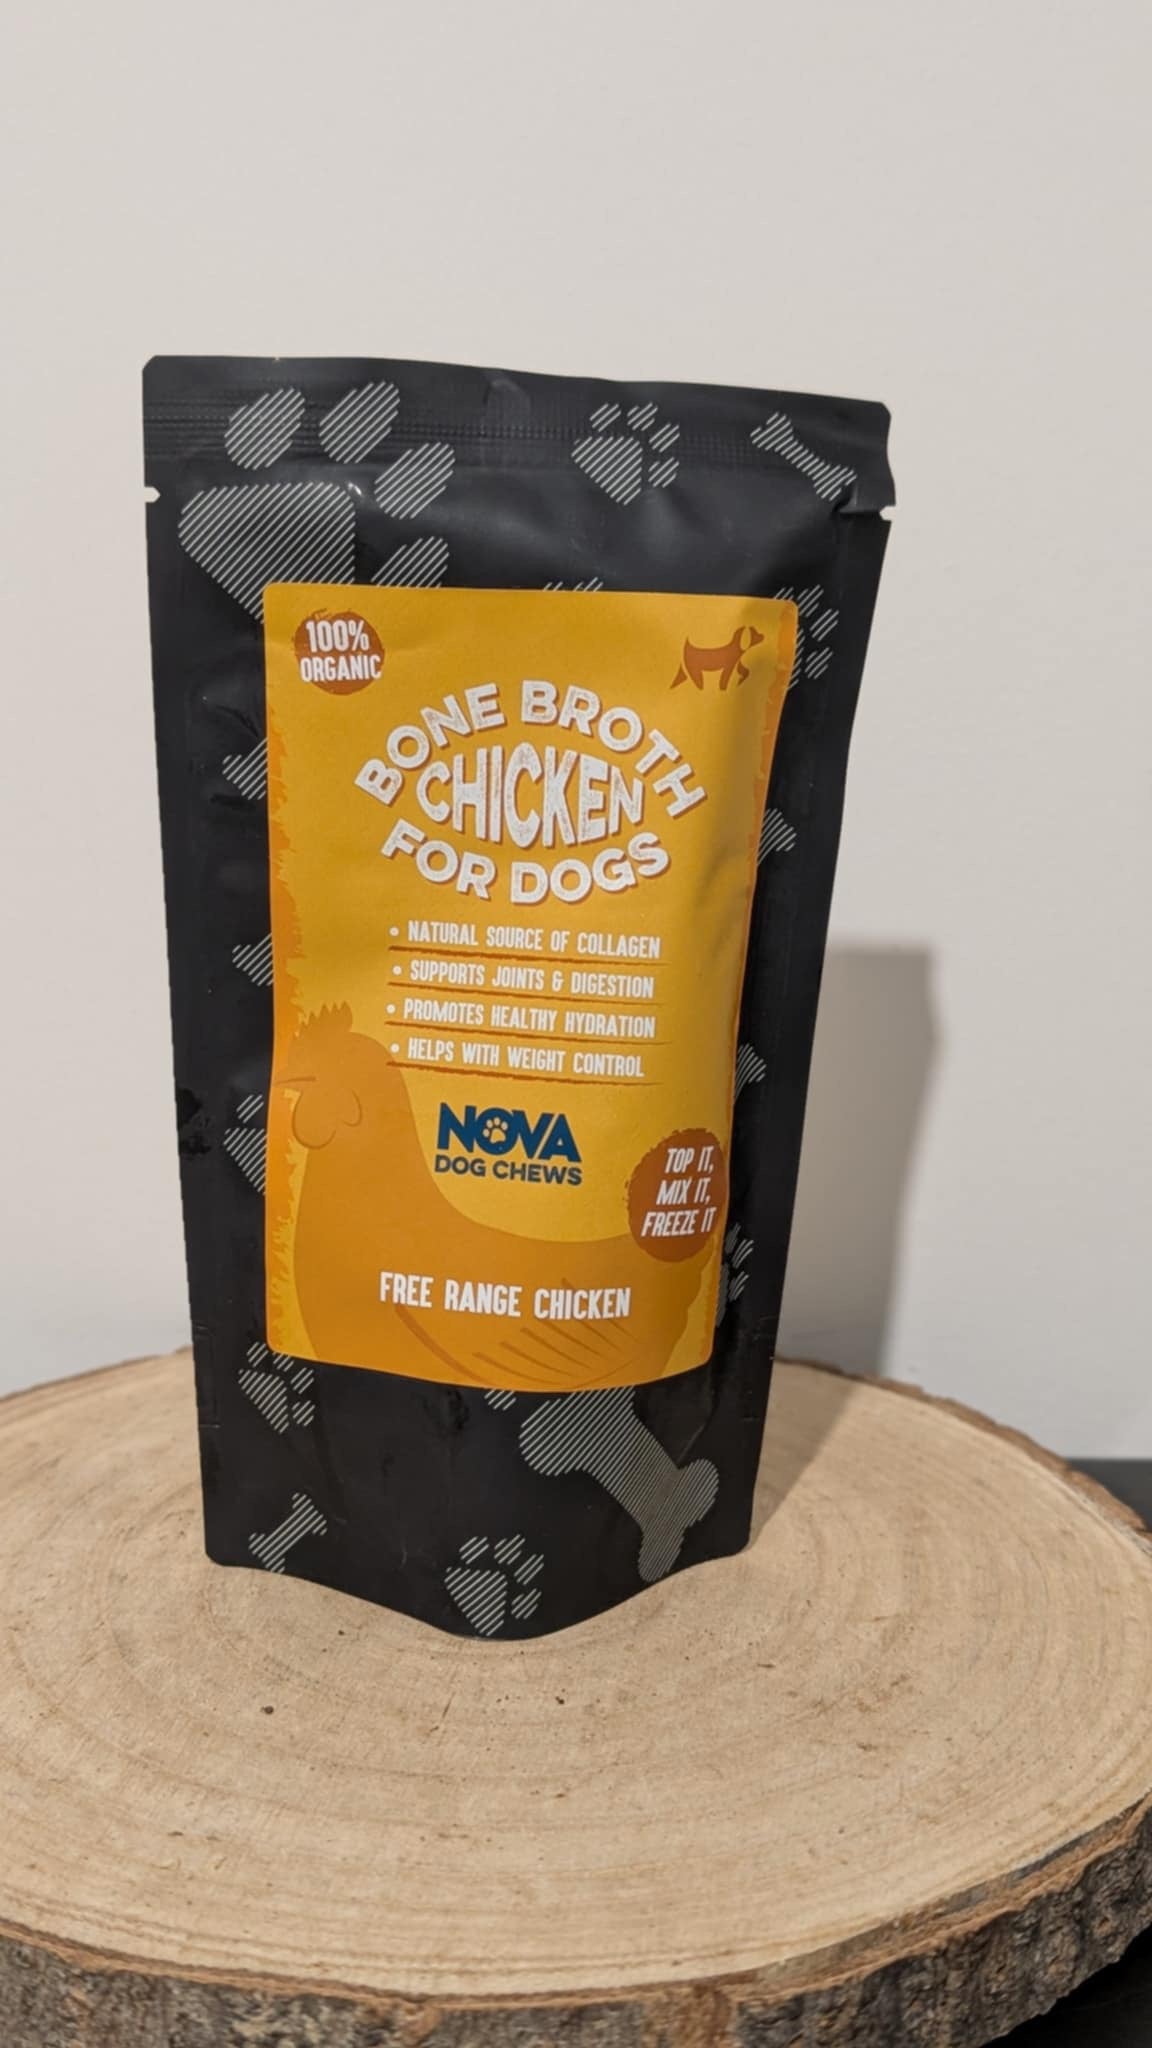 100%
ORGANIC
BONE BROTH
CHICKEN
FOR DOGS
• NATURAL SOURCE OF COLLAGEN
• SUPPORTS JOINTS & DIGESTION
• PROMOTES HEALTHY HYDRATION
• HELPS WITH WEIGHT CONTROL
NOVA
DOG CHEWS
TOP IT,
MIX IT,
FREEZE IT
FREE RANGE CHICKEN